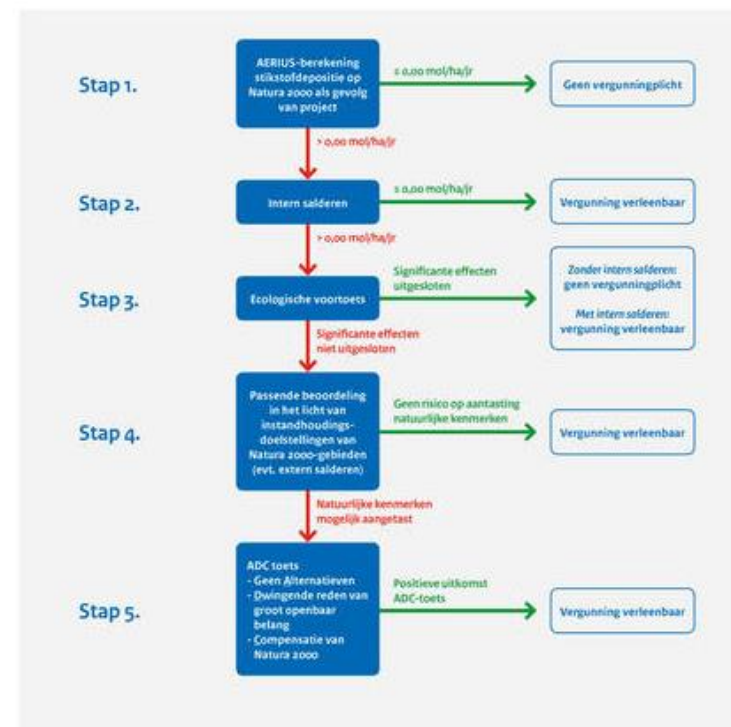 Stap 1.
AERIUS-berekening
stikstofdepositie op
Natura 2000 als gevolg
van project
≤ 0,00 mol/ha/jr
Geen vergunningplicht
> 0,00 mol/ha/jr
Stap 2.
Intern salderen
≤ 0,00 mol/ha/jr
Vergunning verleenbaar
> 0,00 mol/ha/jr
Stap 3.
Ecologische voortoets
Significante effecten
uitgesloten
Zonder intern salderen:
geen vergunningplicht
Met intern salderen:
vergunning verleenbaar
Significante effecten
niet uitgesloten
Stap 4.
Passende beoordeling
in het licht van
instandhoudings-
doelstellingen van
Natura 2000-gebieden
(evt. extern salderen)
Geen risico op aantasting
natuurlijke kenmerken
Vergunning verleenbaar
Natuurlijke kenmerken
mogelijk aangetast
Stap 5.
ADC toets
- Geen Alternatieven
- Dwingende reden van
groot openbaar
belang
- Compensatie van
Natura 2000
Positieve uitkomst
ADC-toets
Vergunning verleenbaar